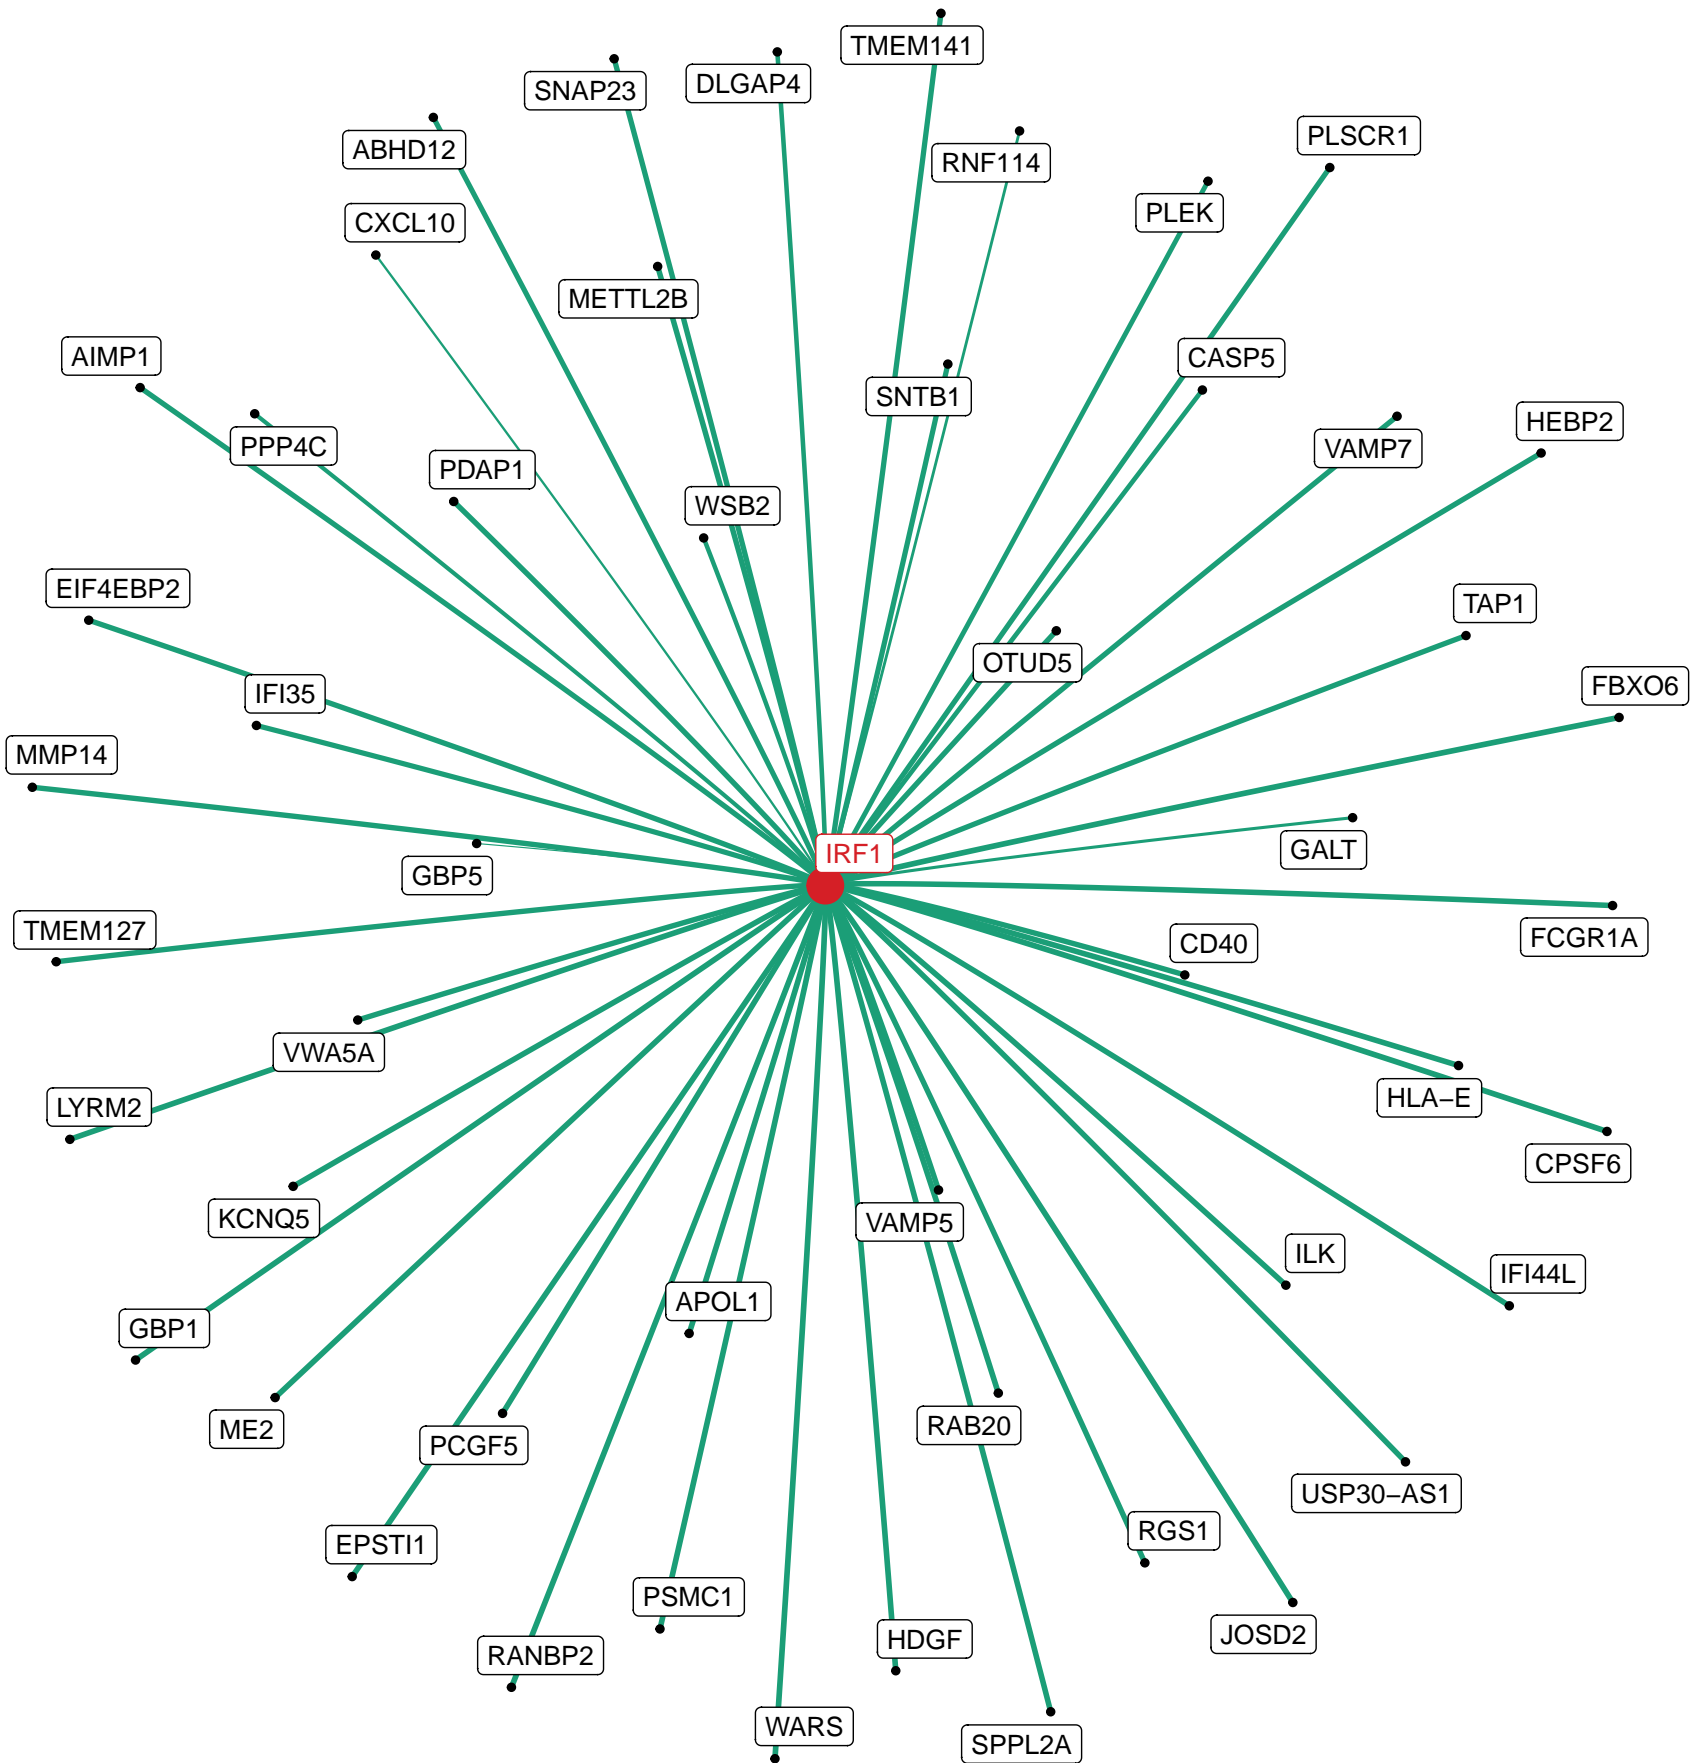 TMEM141
DLGAP4
SNAP23
PLSCR1
ABHD12
RNF114
PLEK
CXCL10
METTL2B
AIMP1
CASP5
SNTB1
HEBP2
PPP4C
VAMP7
PDAP1
WSB2
EIF4EBP2
TAP1
OTUD5
FBXO6
IFI35
MMP14
GALT
IRF1
GBP5
TMEM127
FCGR1A
CD40
VWA5A
HLA−E
LYRM2
CPSF6
KCNQ5
VAMP5
ILK
IFI44L
APOL1
GBP1
RAB20
ME2
PCGF5
USP30−AS1
RGS1
EPSTI1
PSMC1
JOSD2
HDGF
RANBP2
WARS
SPPL2A